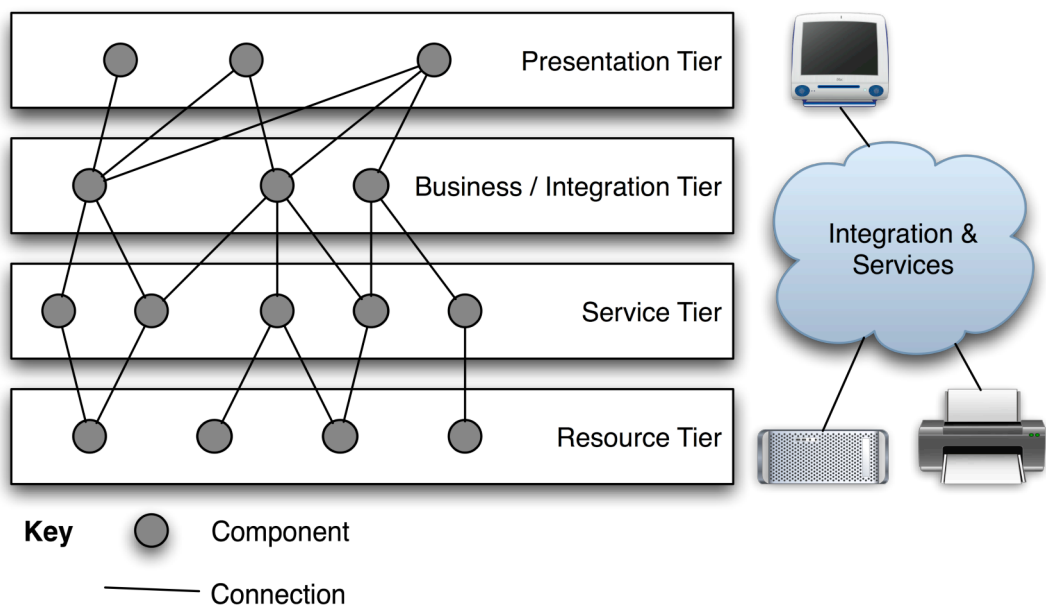 Presentation Tier
Business / Integration Tier
Integration &
Services
Service Tier
Resource Tier
Key
Component
Connection